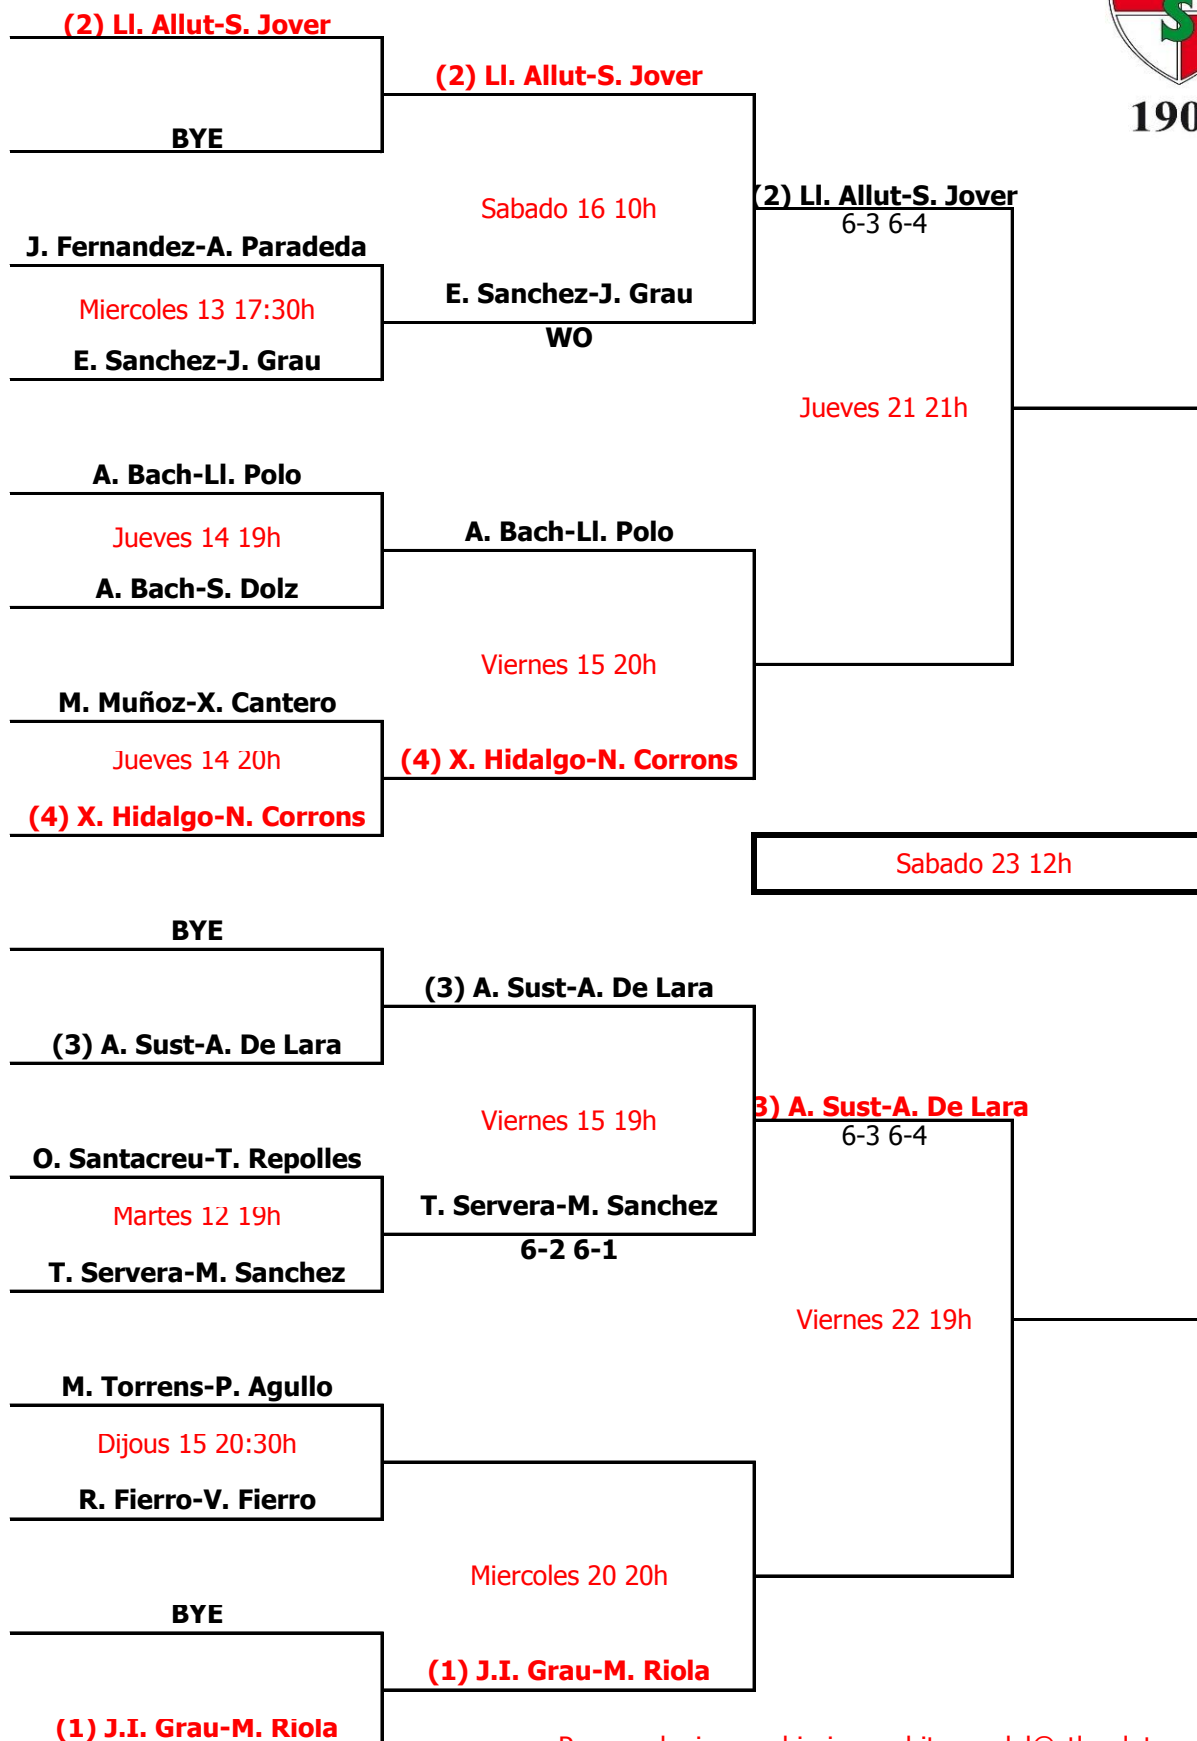 (2) Ll. Allut-S. Jover
(2) Ll. Allut-S. Jover
BYE
Sabado 16 10h
(2) Ll. Allut-S. Jover
6-3 6-4
J. Fernandez-A. Paradeda
Miercoles 13 17:30h
E. Sanchez-J. Grau
WO
E. Sanchez-J. Grau
Jueves 21 21h
A. Bach-Ll. Polo
Jueves 14 19h
A. Bach-Ll. Polo
A. Bach-S. Dolz
Viernes 15 20h
M. Muñoz-X. Cantero
Jueves 14 20h
(4) X. Hidalgo-N. Corrons
(4) X. Hidalgo-N. Corrons
Sabado 23 12h
BYE
(3) A. Sust-A. De Lara
(3) A. Sust-A. De Lara
Viernes 15 19h
3) A. Sust-A. De Lara
6-3 6-4
O. Santacreu-T. Repolles
Martes 12 19h
T. Servera-M. Sanchez
6-2 6-1
T. Servera-M. Sanchez
Viernes 22 19h
M. Torrens-P. Agullo
Dijous 15 20:30h
R. Fierro-V. Fierro
Miercoles 20 20h
BYE
(1) J.I. Grau-M. Riola
(1) J.I. Grau-M. Riola